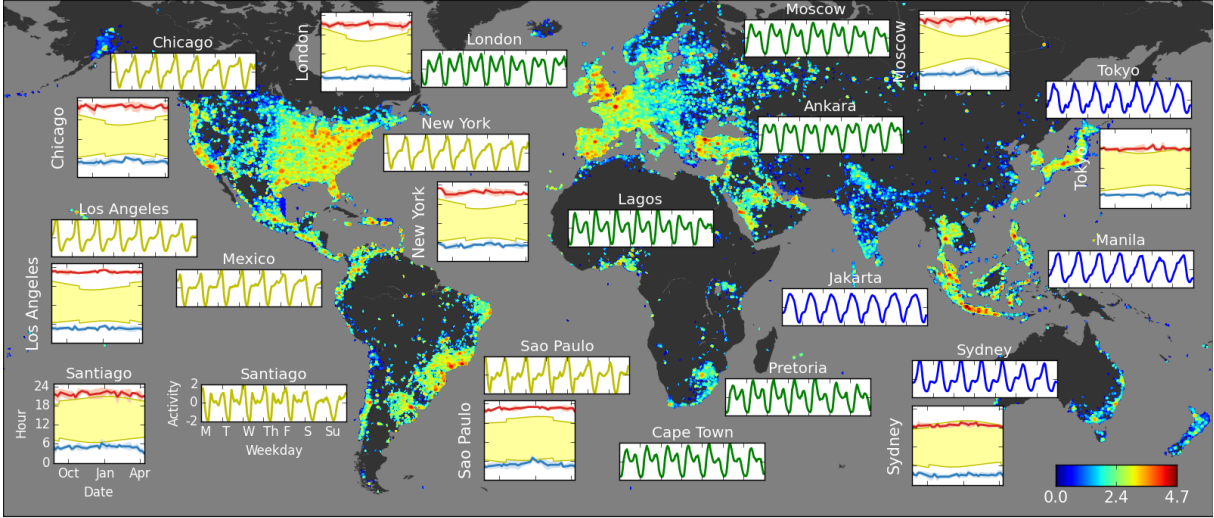 Chicago
London
London
Moscow
Moscow
Tokyo
Chicago
New York
Ankara
Tokyo
Los Angeles
New York
Lagos
Manila
Los Angeles
Mexico
Jakarta
Santiago
Hour
24
18
12
6
0
Oct Jan Apr
Date
Santiago
Activity
2
0
-2
M T W Th F S Su
Weekday
Sao Paulo
Sao Paulo
Pretoria
Cape Town
Sydney
Sydney
0.0 2.4 4.7